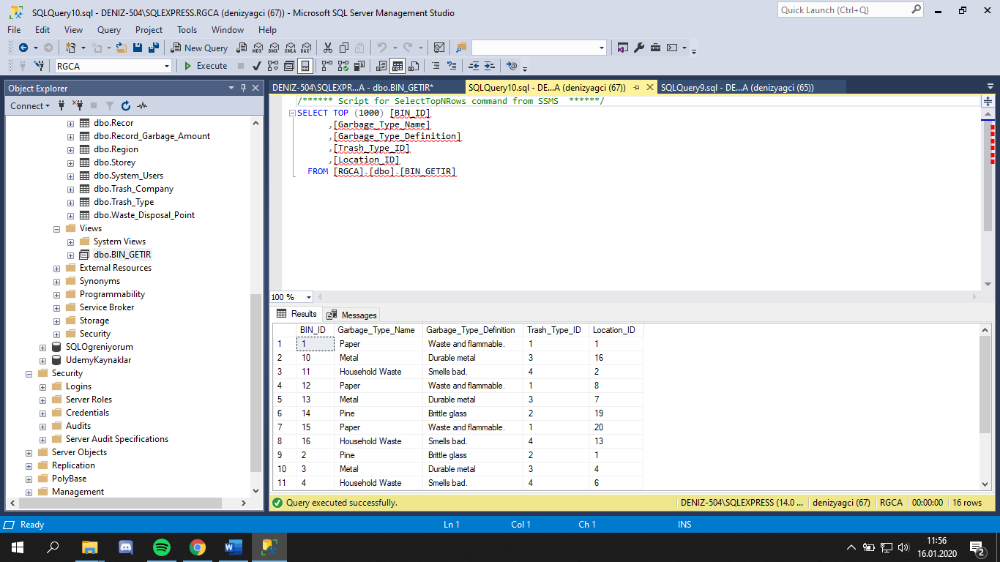 SQLQuery10.sql - DENIZ-504\SQLEXPRESS.RGCA (denizyagci (67)) - Microsoft SQL Server Management Studio
Quick Launch (Ctrl+Q)
File Edit View Query Project Tools Window Help
New Query MDX DMX XMLA DAX
RGCA Execute
Object Explorer
Connect
dbo.Recor
dbo.Record_Garbage_Amount
dbo.Region
dbo.Storey
dbo.System_Users
dbo.Trash_Company
dbo.Trash_Type
dbo.Waste_Disposal_Point
Views
System Views
dbo.BIN_GETIR
External Resources
Synonyms
Programmability
Service Broker
Storage
Security
SQLOgreniyorum
UdemyKaynaklar
Security
Logins
Server Roles
Credentials
Audits
Server Audit Specifications
Server Objects
Replication
PolyBase
Management
DENIZ-504\SQLEXPR...A - dbo.BIN_GETIR* SQLQuery10.sql - DE...A (denizyagci (67)) SQLQuery9.sql - DE...A (denizyagci (65))
/****** Script for SelectTopNRows command from SSMS ******/
SELECT TOP (1000) [BIN_ID]
,[Garbage_Type_Name]
,[Garbage_Type_Definition]
,[Trash_Type_ID]
,[Location_ID]
FROM [RGCA].[dbo].[BIN_GETIR]
100 %
Results Messages
BIN_ID Garbage_Type_Name Garbage_Type_Definition Trash_Type_ID Location_ID
1 1 Paper Waste and flammable. 1 1
2 10 Metal Durable metal 3 16
3 11 Household Waste Smells bad. 4 2
4 12 Paper Waste and flammable. 1 8
5 13 Metal Durable metal 3 7
6 14 Pine Brittle glass 2 19
7 15 Paper Waste and flammable. 1 20
8 16 Household Waste Smells bad. 4 13
9 2 Pine Brittle glass 2 1
10 3 Metal Durable metal 3 4
11 4 Household Waste Smells bad. 4 6
Query executed successfully. DENIZ-504\SQLEXPRESS (14.0 ... denizyagci (67) RGCA 00:00:00 16 rows
Ready Ln 1 Col 1 Ch 1 INS
11:56
16.01.2020
2